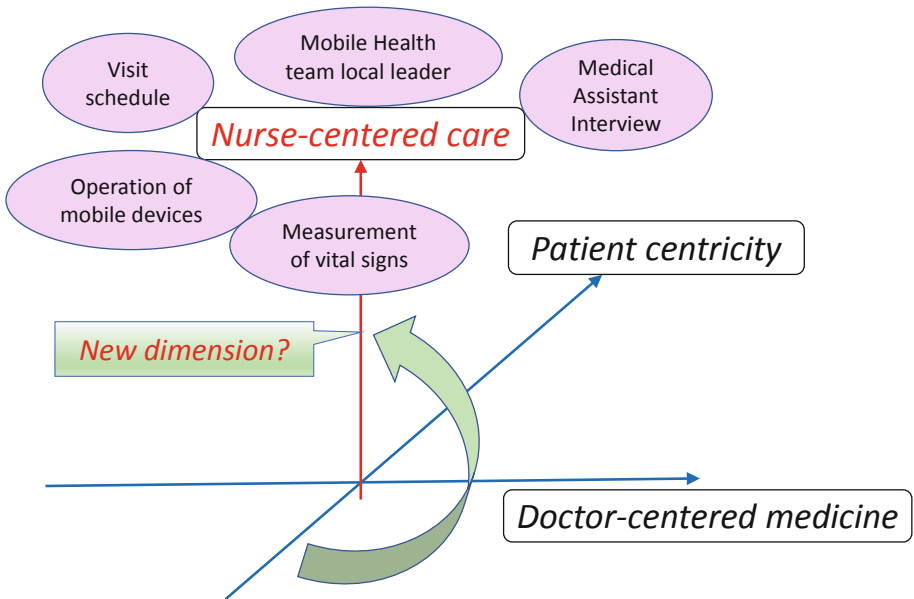 Mobile Health
team local leader
Visit
schedule
Medical
Assistant
Interview
Nurse-centered care
Operation of
mobile devices
Measurement
of vital signs
Patient centricity
New dimension?
Doctor-centered medicine